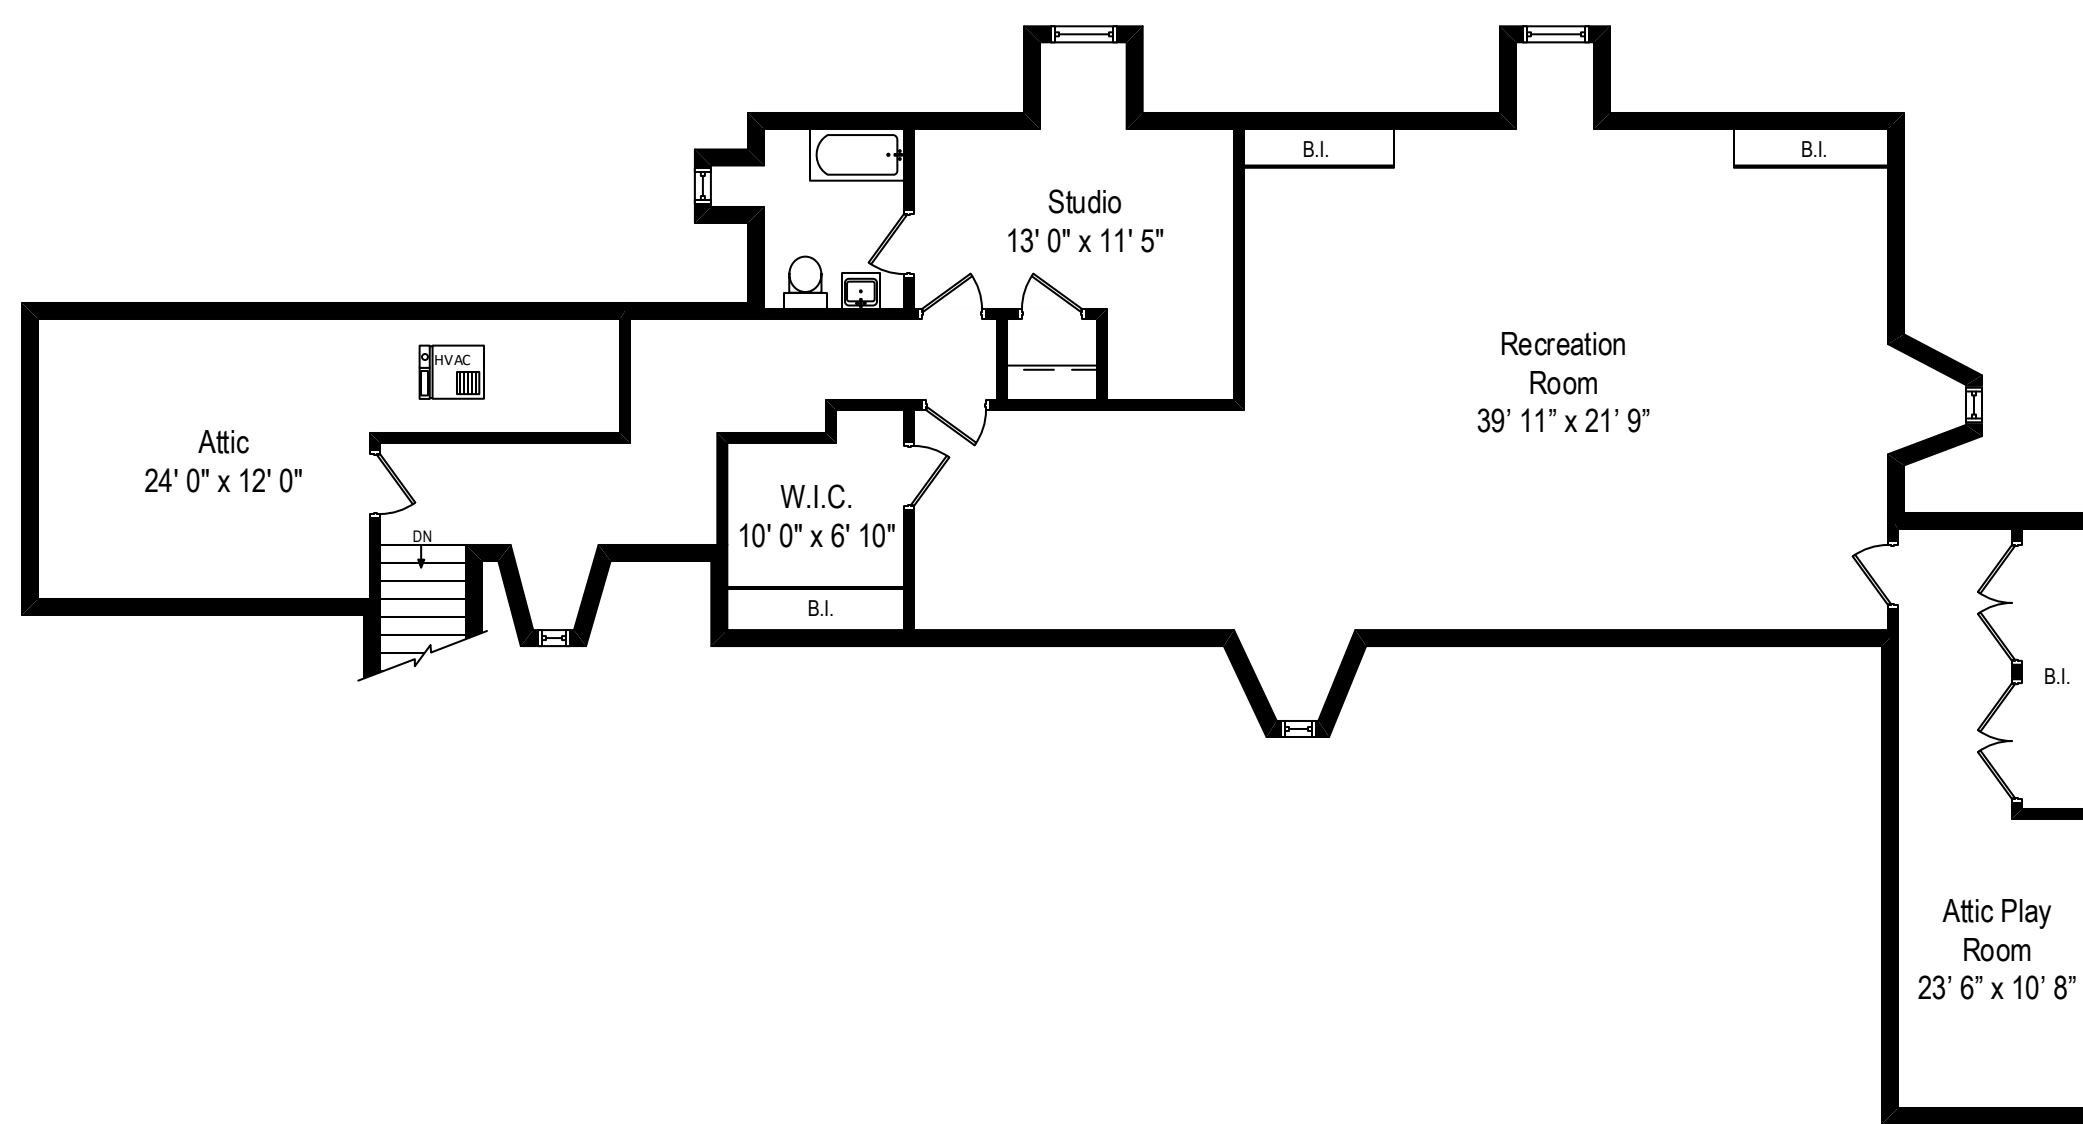 B.I.
B.I.
Studio
13' 0" x 11' 5"
Recreation
Room
39’ 11” x 21’ 9”
HVAC
Attic
24' 0" x 12' 0"
W.I.C.
10' 0" x 6' 10"
DN
B.I.
B.I.
Attic Play
Room
23’ 6” x 10’ 8”